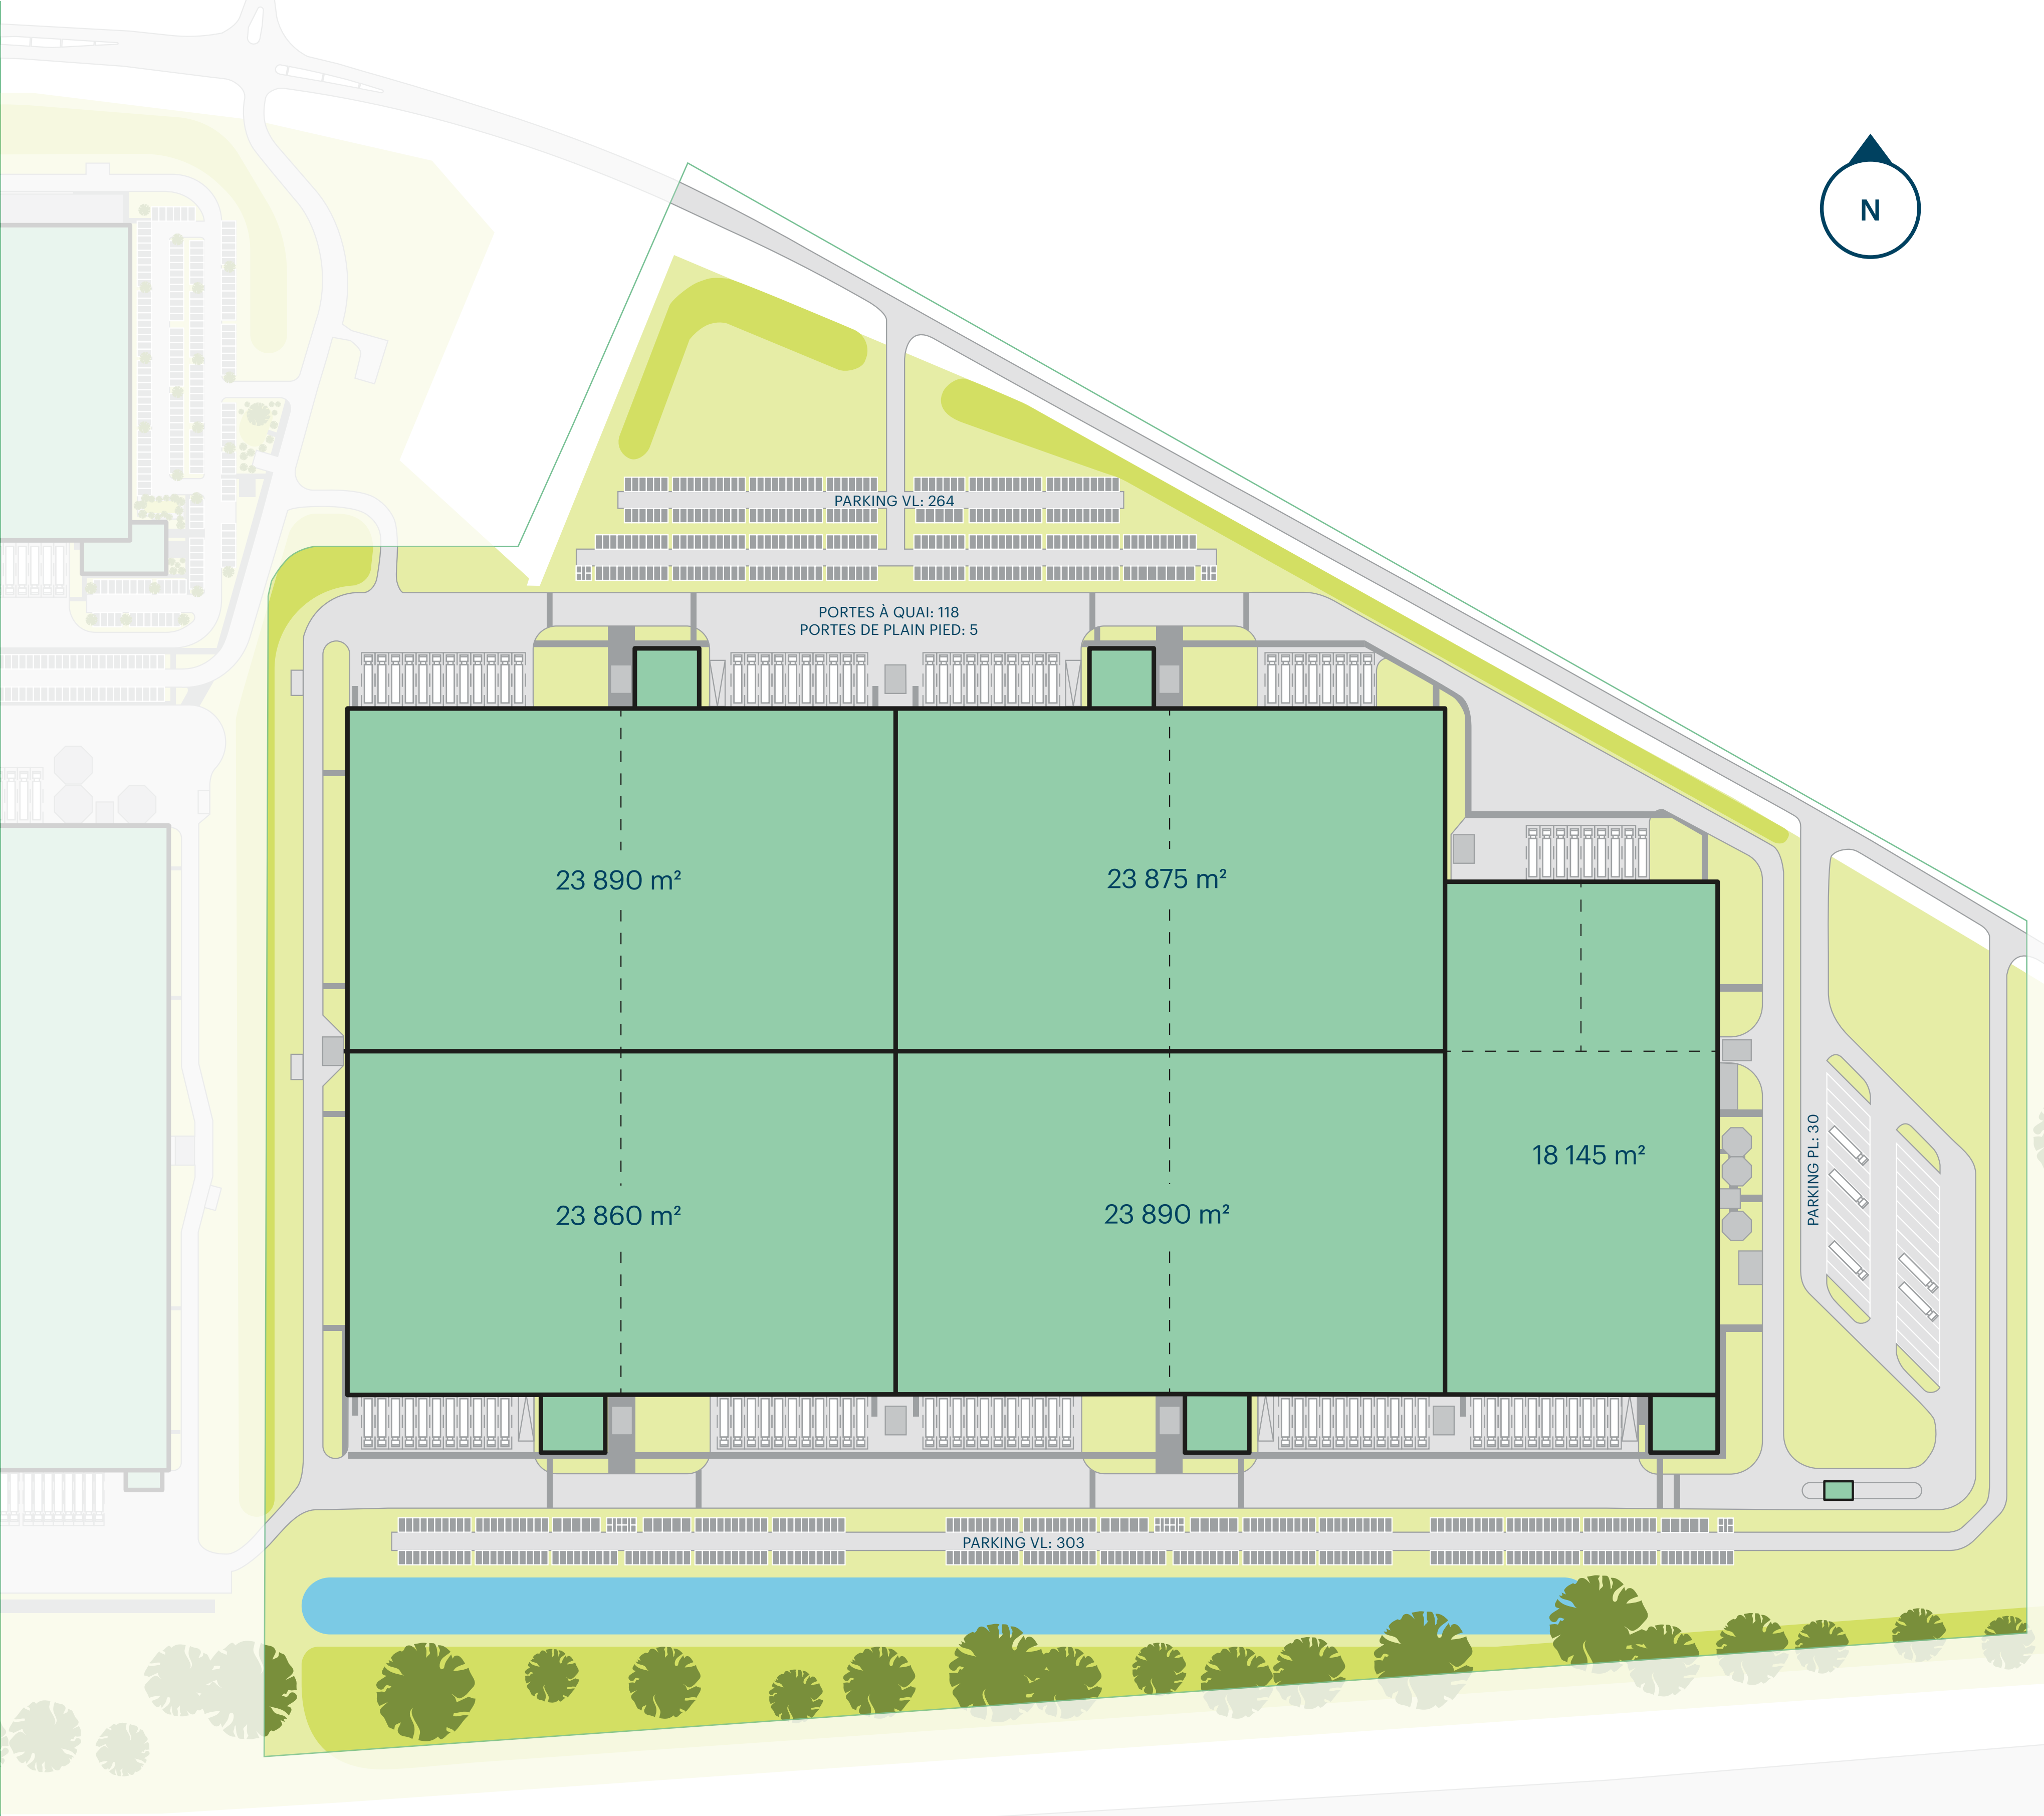 N
PARKING VL: 264
PORTES À QUAI: 118
PORTES DE PLAIN PIED: 5
23 890 m²
23 875 m²
18 145 m²
23 860 m²
23 890 m²
PARKING PL: 30
PARKING VL: 303